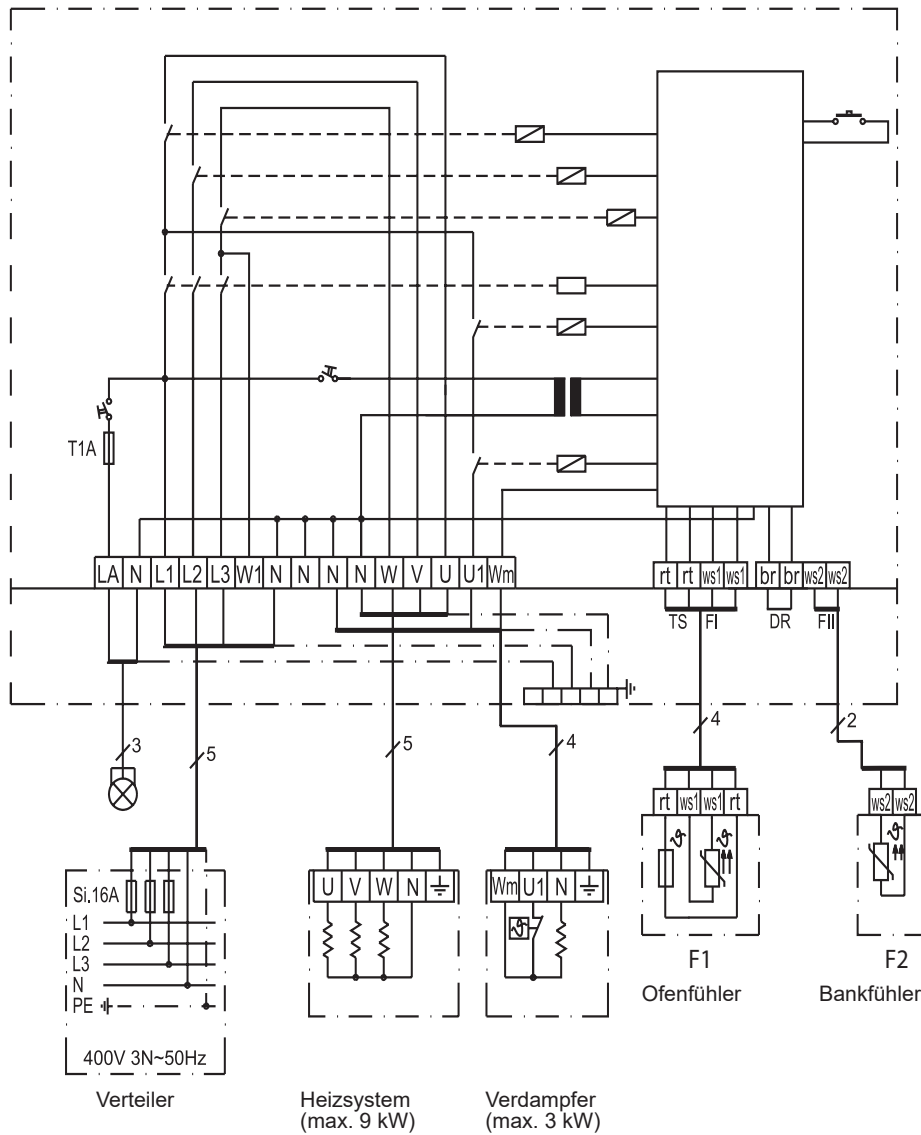 T1A
LA N L1 L2 L3 W1 N N N N W V U U1 Wm
rt rt ws1 ws1 br br ws2 ws2
TS FI DR FII
3 5 5 4 4 2
rt ws1 ws1 rt
ws2 ws2
ϑ ϑ ϑ
U V W N
Wm U1 N
ϑ
Si.16A
L1
L2
L3
N
PE
400V 3N~50Hz
F1
F2
Ofenfühler
Bankfühler
Verteiler
Heizsystem
(max. 9 kW)
Verdampfer
(max. 3 kW)